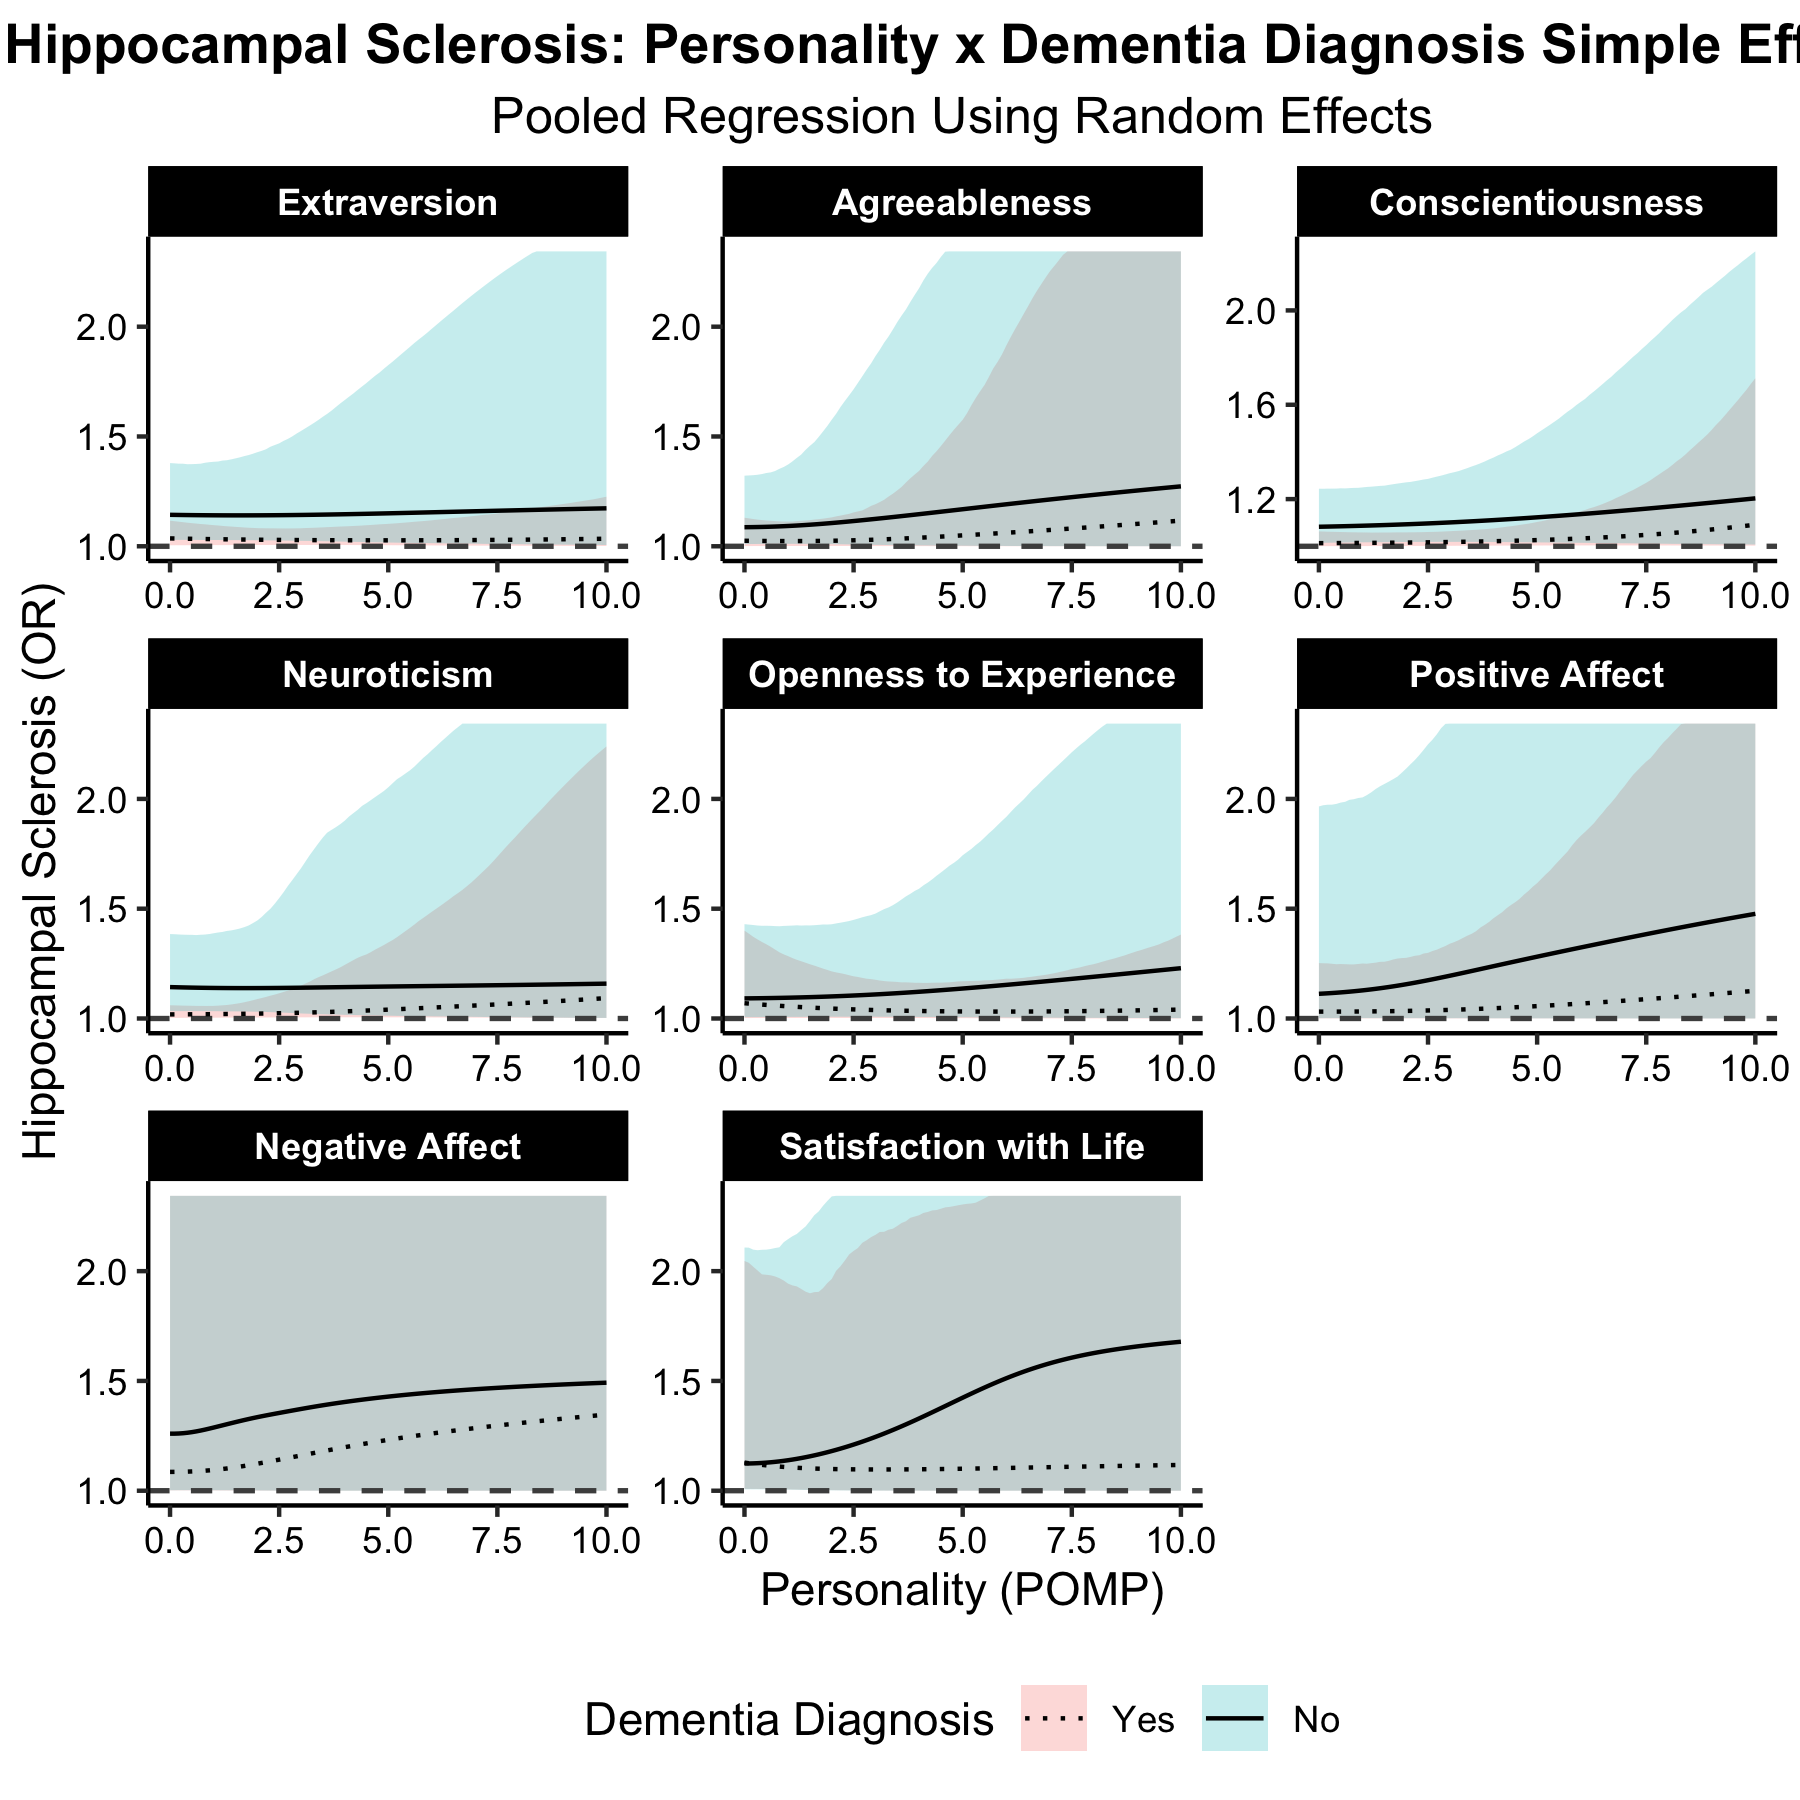 Hippocampal Sclerosis: Personality x Dementia Diagnosis Simple Eff
Pooled Regression Using Random Effects
Extraversion
Agreeableness
Conscientiousness
2.0
1.5
1.0
2.0
1.5
1.0
2.0
1.6
1.2
0.0 2.5 5.0 7.5 10.0
0.0 2.5 5.0 7.5 10.0
0.0 2.5 5.0 7.5 10.0
Hippocampal Sclerosis (OR)
Neuroticism
Openness to Experience
Positive Affect
2.0
1.5
1.0
2.0
1.5
1.0
2.0
1.5
1.0
0.0 2.5 5.0 7.5 10.0
0.0 2.5 5.0 7.5 10.0
0.0 2.5 5.0 7.5 10.0
Negative Affect
Satisfaction with Life
2.0
1.5
1.0
2.0
1.5
1.0
0.0 2.5 5.0 7.5 10.0
0.0 2.5 5.0 7.5 10.0
Personality (POMP)
Dementia Diagnosis Yes No